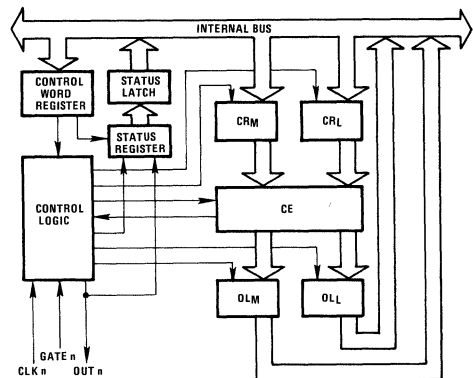 INTERNAL BUS
CONTROL
WORD
REGISTER
STATUS
LATCH
STATUS
REGISTER
CRM
CRL
CONTROL
LOGIC
CE
OLM
OLL
GATE n
CLK n
OUT n